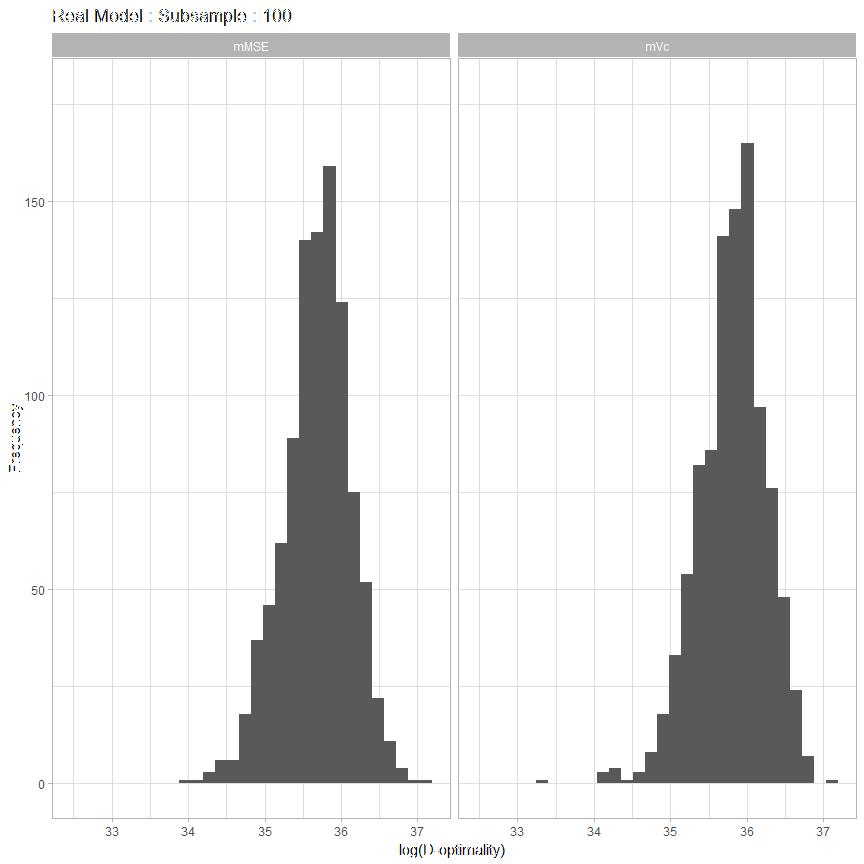 Real Model : Subsample : 100
mMSE
mVc
150
100
50
0
Frequency
33 34 35 36 37
33 34 35 36 37
log(D-optimality)